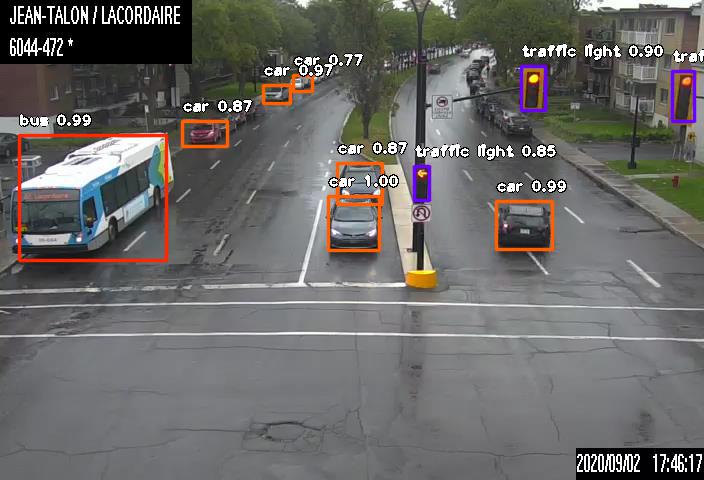 JEAN-TALON / LACORDAIRE
6044-472 *
traffic light 0.90
traf
car 0.77
car 0.97
car 0.87
bus 0.99
car 0.87
traffic light 0.85
car 1.00
car 0.99
Lacordaire
2020/09/02 17:46:17